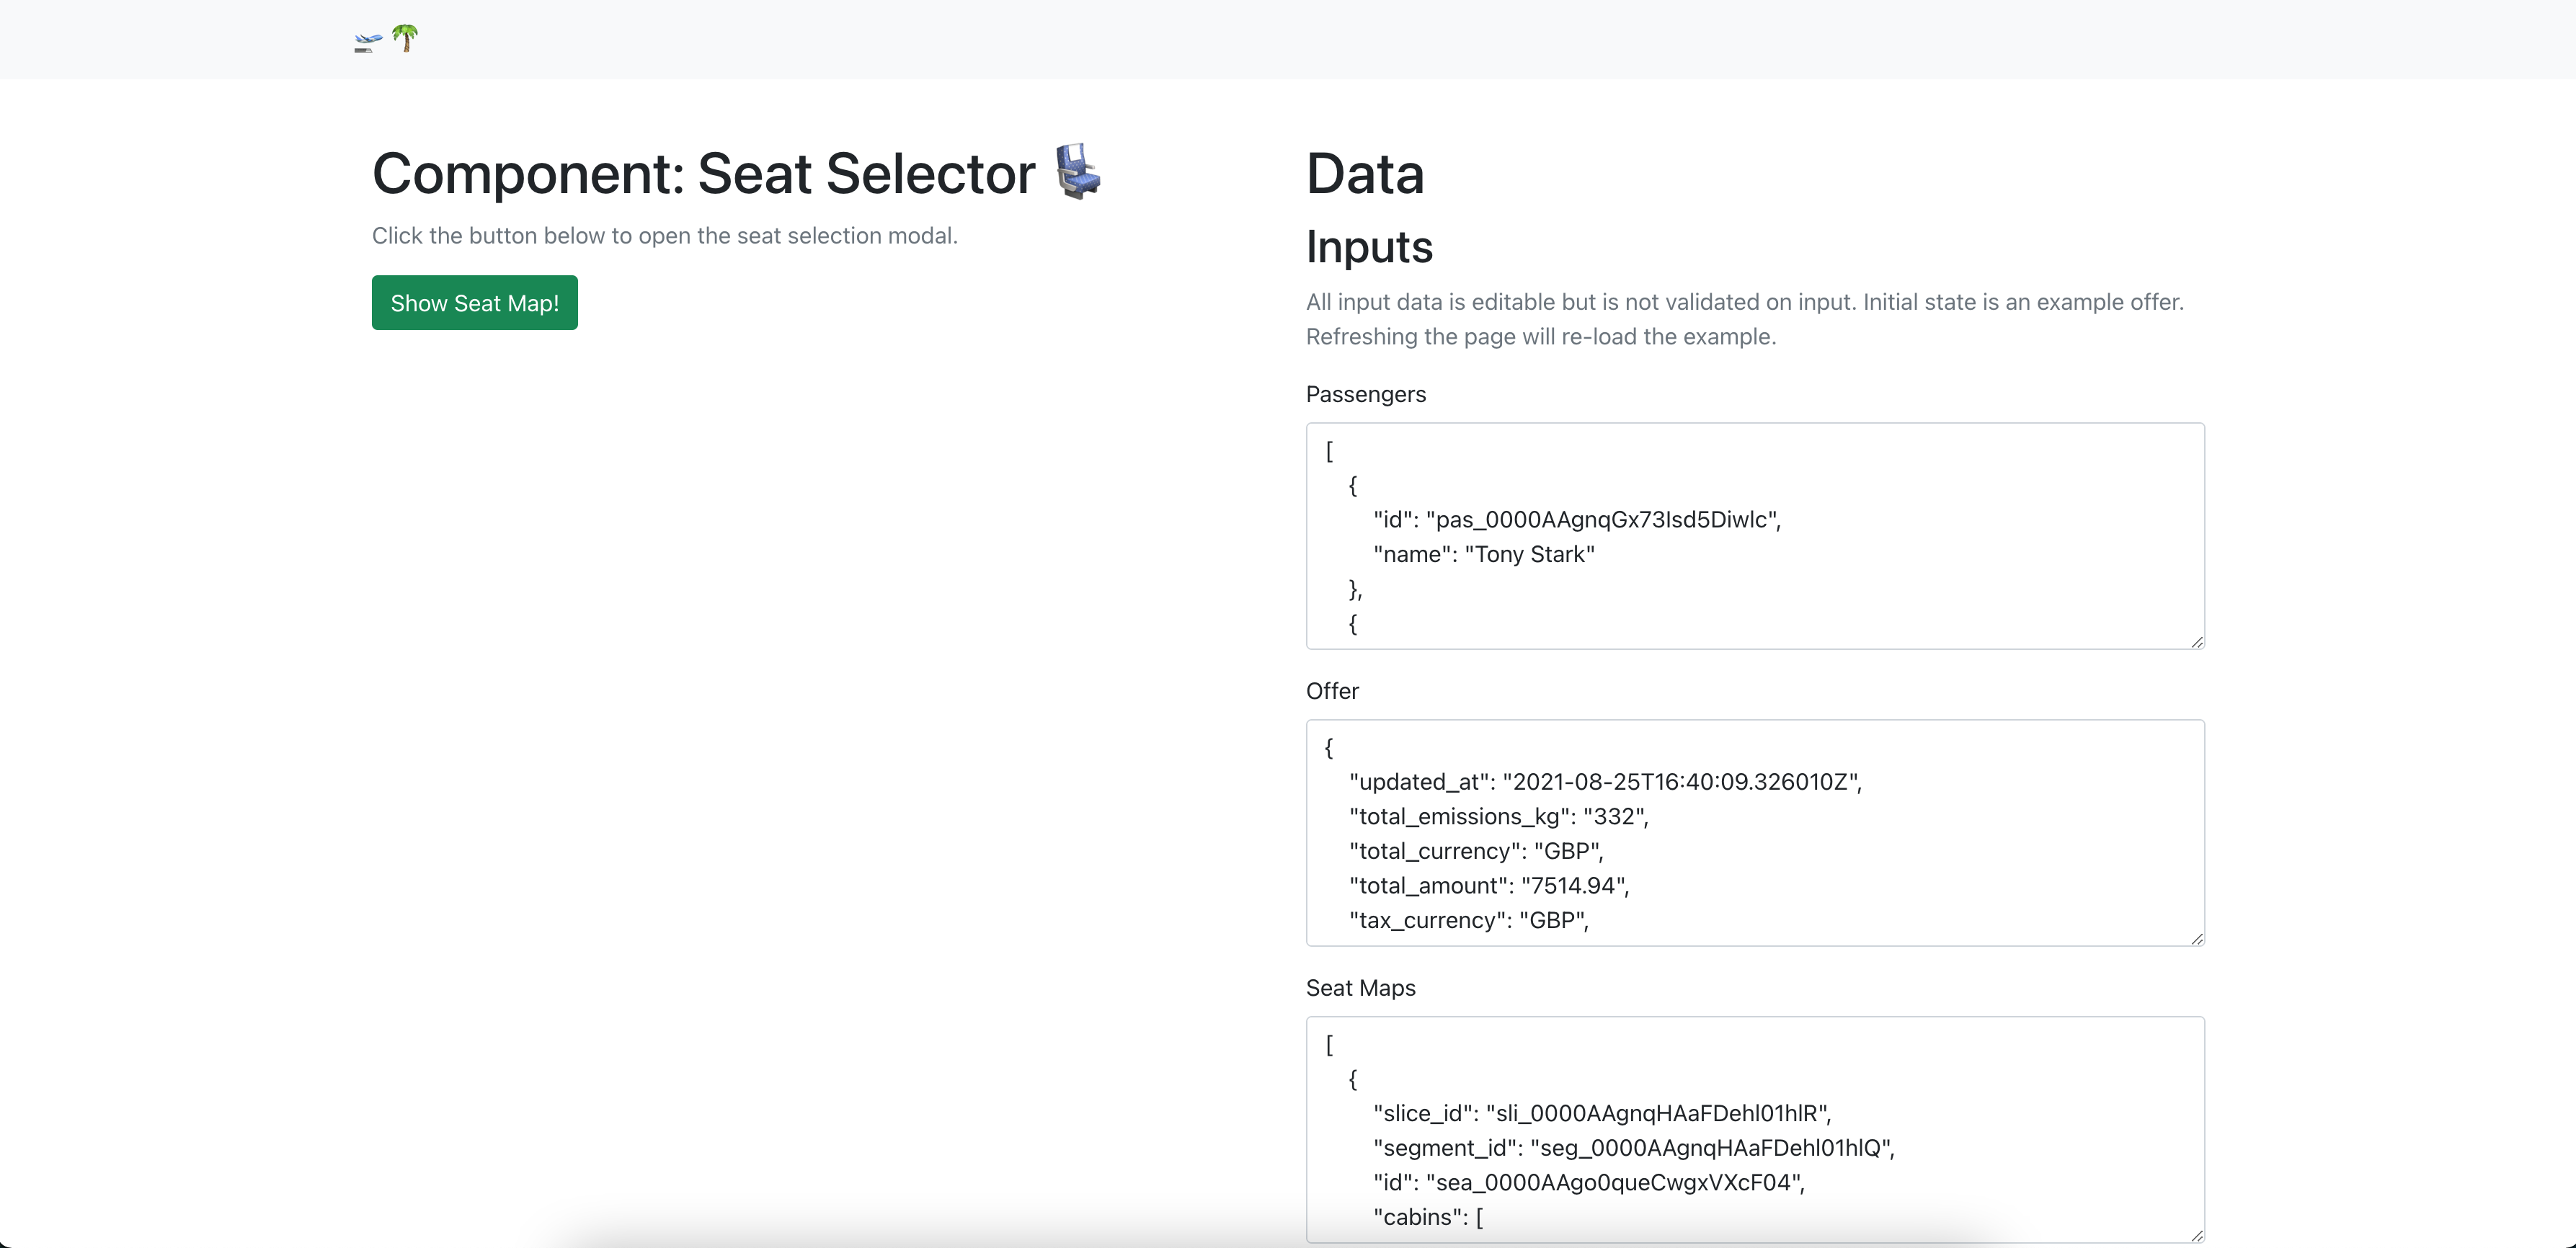 Component: Seat Selector
Click the button below to open the seat selection modal.
Show Seat Map!
Data
Inputs
All input data is editable but is not validated on input. Initial state is an example offer.
Refreshing the page will re-load the example.
Passengers
[
{
"id": "pas_0000AAgnqGx73Isd5Diwlc",
"name": "Tony Stark"
},
{
Offer
{
"updated_at": "2021-08-25T16:40:09.326010Z",
"total_emissions_kg": "332",
"total_currency": "GBP",
"total_amount": "7514.94",
"tax_currency": "GBP",
Seat Maps
[
{
"slice_id": "sli_0000AAgnqHAaFDehl01hlR",
"segment_id": "seg_0000AAgnqHAaFDehl01hlQ",
"id": "sea_0000AAgo0queCwgxVXcF04",
"cabins": [